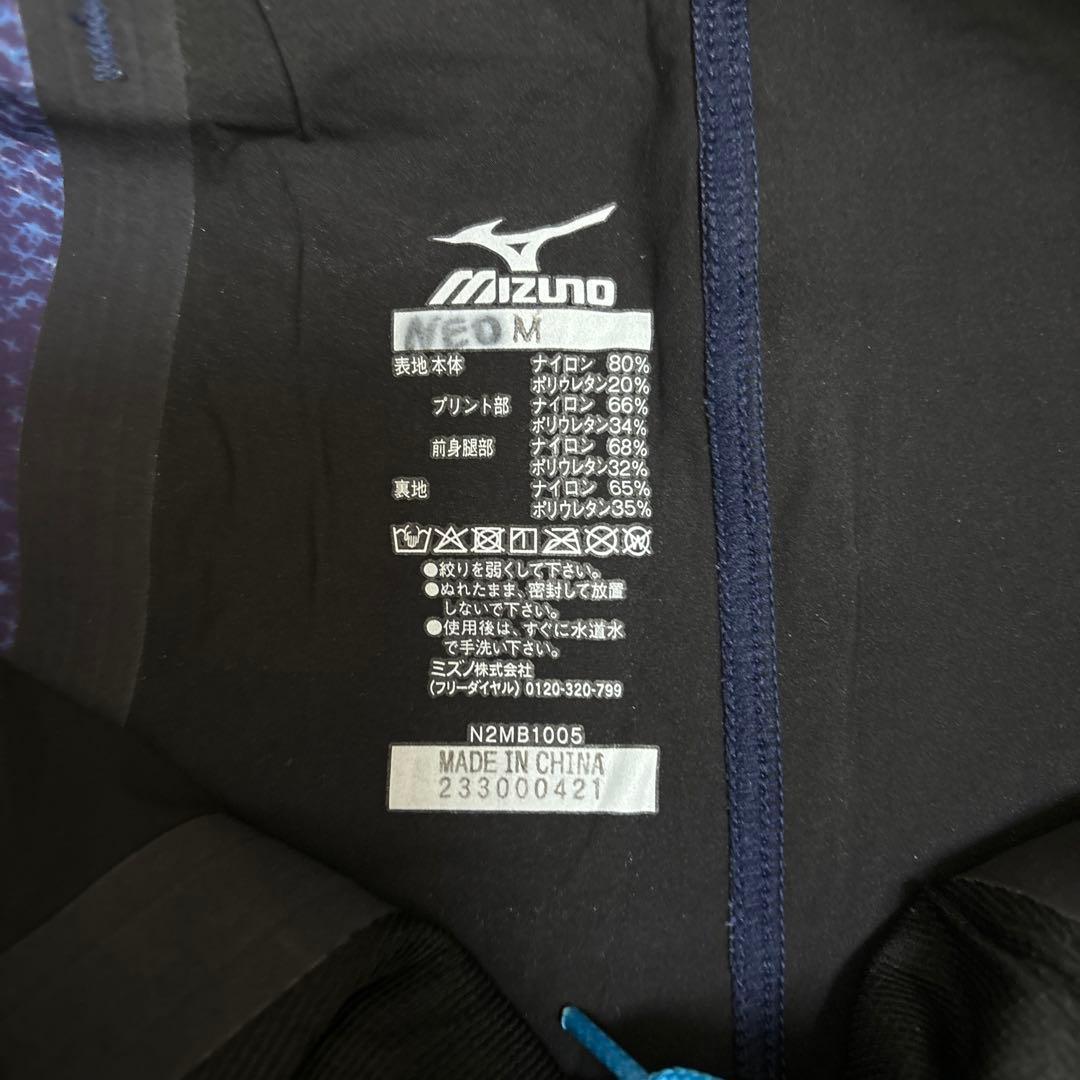 MIZUNO
NEO M
表地 本体 ナイロン 80%
ポリウレタン20%
プリント部 ナイロン 66%
ポリウレタン34%
前身腿部 ナイロン 68%
ポリウレタン32%
裏地 ナイロン 65%
ポリウレタン35%
●絞りを弱くして下さい。
●ぬれたまま、密封して放置
しないで下さい。
●使用後は、すぐに水道水
で手洗い下さい。
ミズノ株式会社
(フリーダイヤル) 0120-320-799
N2MB1005
MADE IN CHINA
233000421